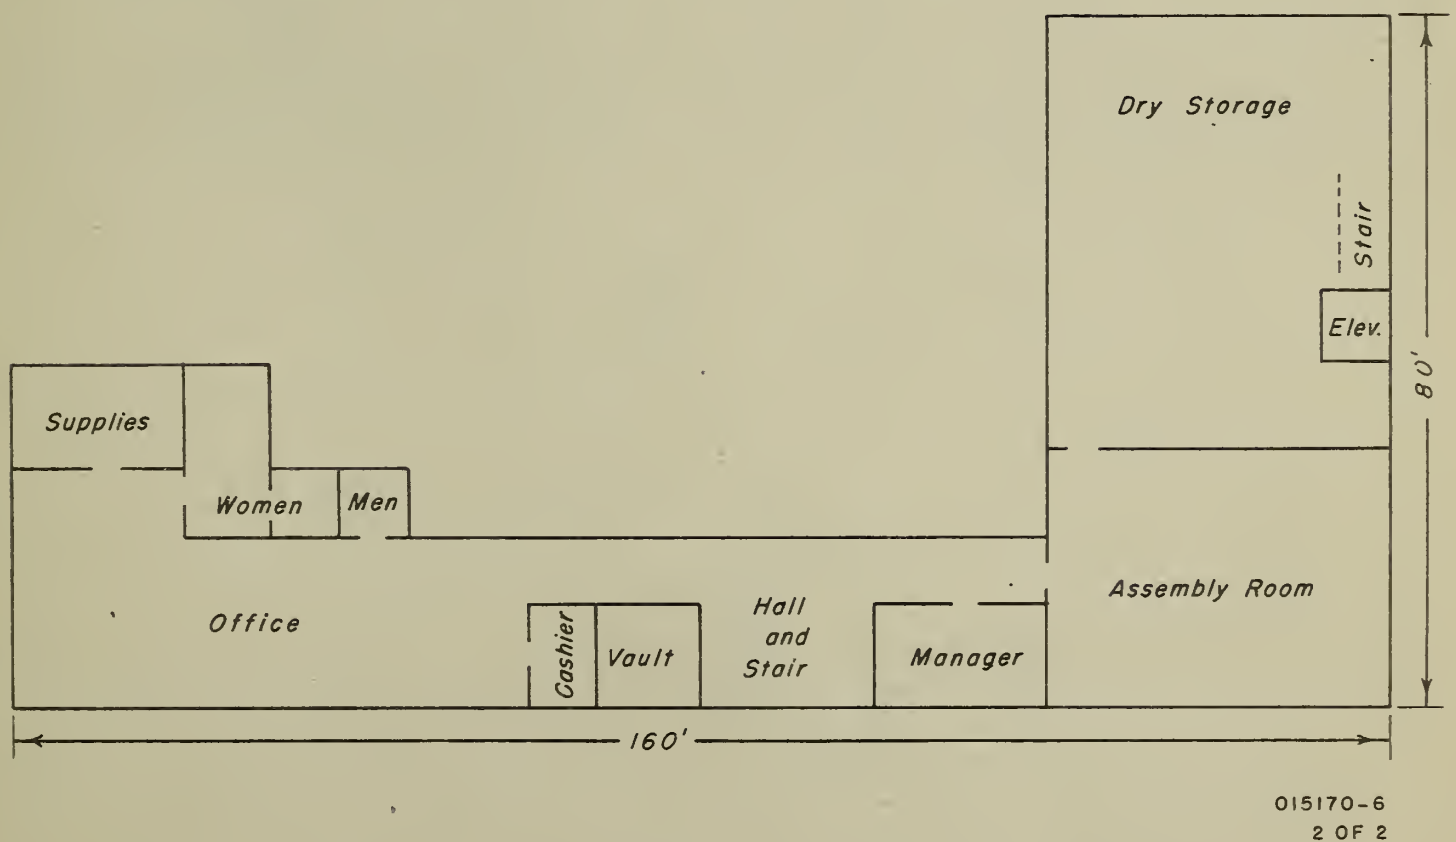 Dry Storage
Stair
Elev.
80'
Supplies
Women
Men
Office
Cashier
Vault
Hall
and
Stair
Manager
Assembly Room
160'
015170-6
2 OF 2